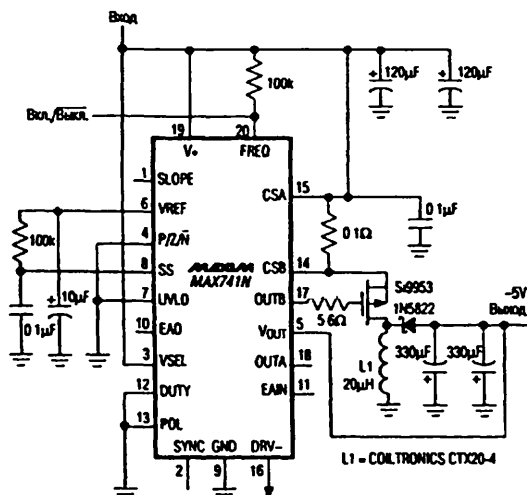 Вход
120μF
120μF
100k
Вкл./Выкл.
19
20
V+
FREQ
1
SLOPE
CSA
15
6
VREF
0 1μF
100k
4
P/Z/N
0 1Ω
8
SS
MAXIM
MAX741N
CSB
14
Si9953
7
UVLO
OUTB
17
1N5822
–5V
Выход
0 1μF
10μF
5 6Ω
10
EAO
VOUT
5
3
VSEL
OUTA
18
L1
20μH
330μF
330μF
12
DUTY
EAIN
11
13
POL
SYNC
GND
DRV–
2
9
16
L1 = COILTRONICS CTX20-4